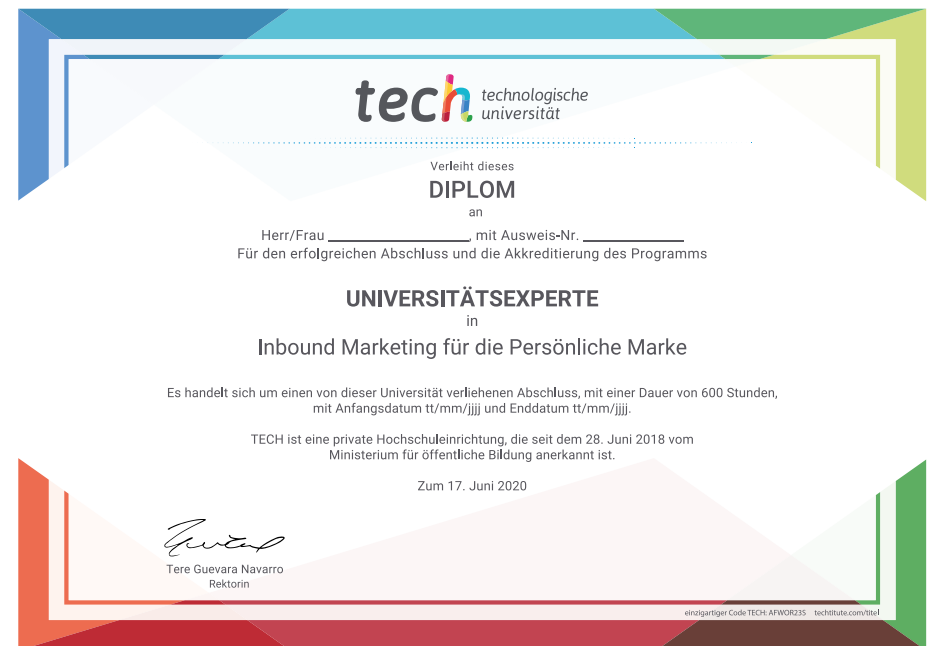 tech technologische
universität
Verleiht dieses
DIPLOM
an
Herr/Frau ____________________, mit Ausweis-Nr. ______________
Für den erfolgreichen Abschluss und die Akkreditierung des Programms
UNIVERSITÄTSEXPERTE
in
Inbound Marketing für die Persönliche Marke
Es handelt sich um einen von dieser Universität verliehenen Abschluss, mit einer Dauer von 600 Stunden,
mit Anfangsdatum tt/mm/jjjj und Enddatum tt/mm/jjjj.
TECH ist eine private Hochschuleinrichtung, die seit dem 28. Juni 2018 vom
Ministerium für öffentliche Bildung anerkannt ist.
Zum 17. Juni 2020
Tere Guevara Navarro
Rektorin
einzigartiger Code TECH: AFWOR23S techtitute.com/titel